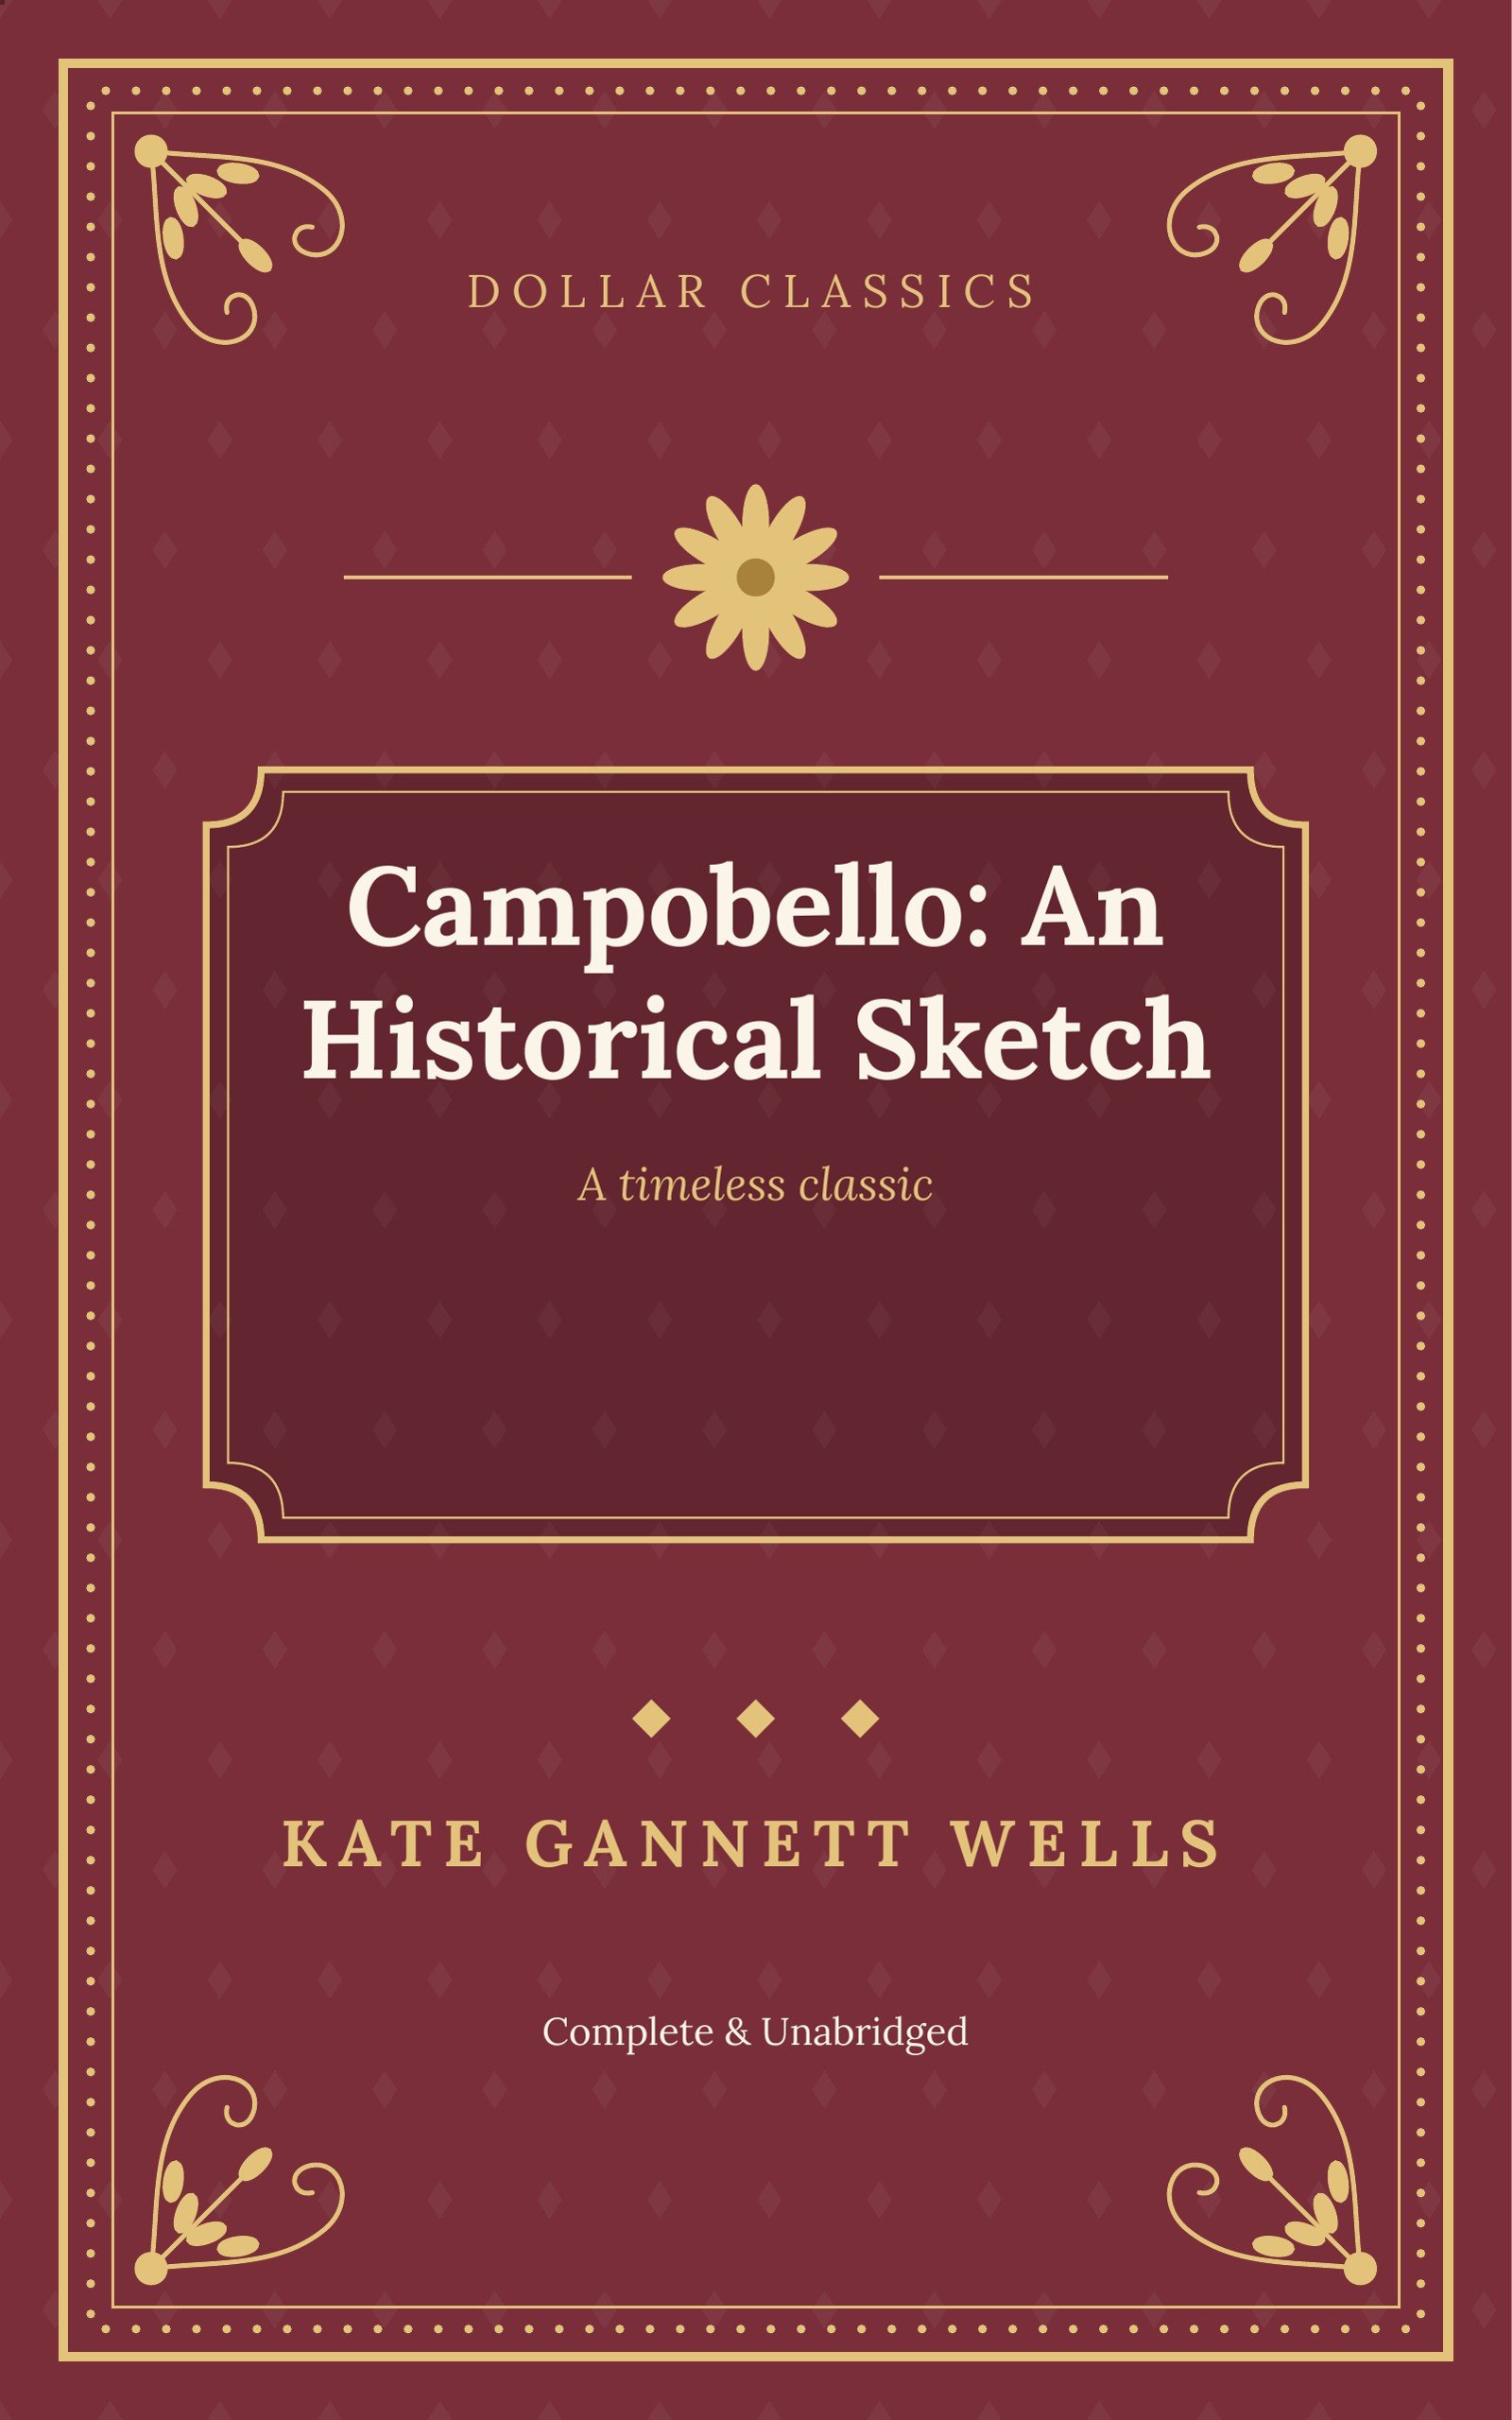 DOLLAR CLASSICS
Campobello: An
Historical Sketch
A timeless classic
KATE GANNETT WELLS
Complete & Unabridged